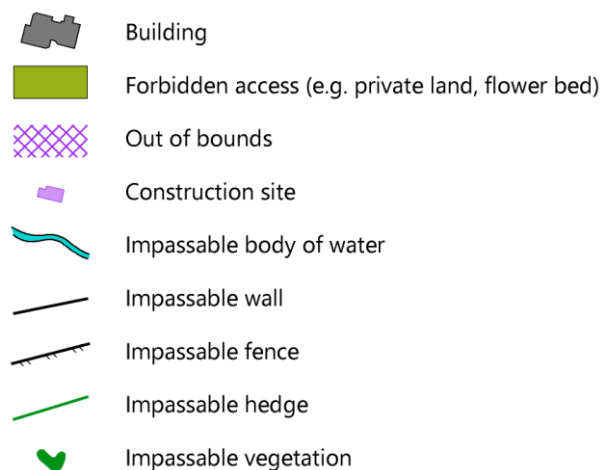 Building
Forbidden access (e.g. private land, flower bed)
Out of bounds
Construction site
Impassable body of water
Impassable wall
Impassable fence
Impassable hedge
Impassable vegetation